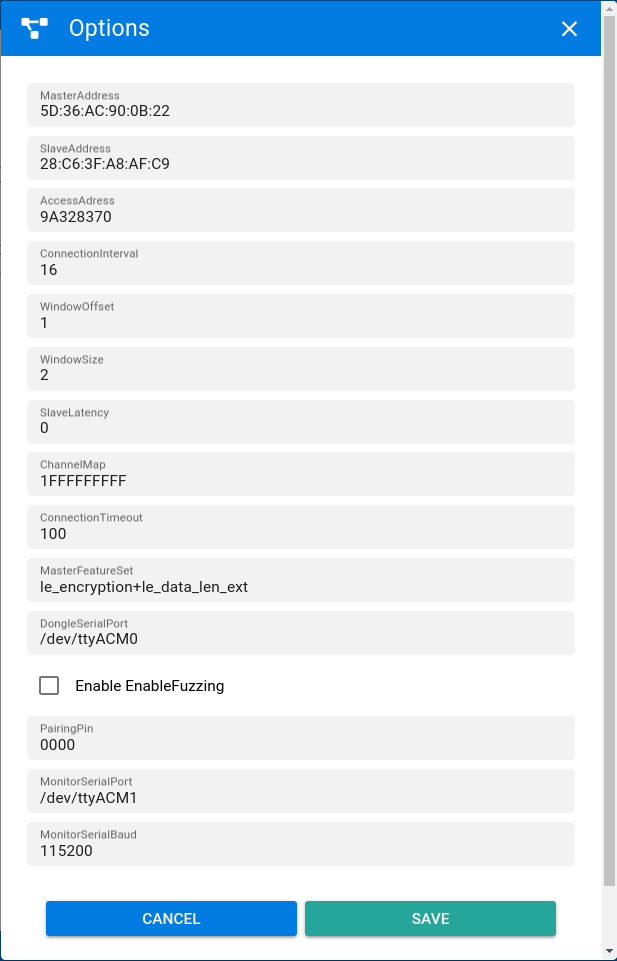 Options
MasterAddress
5D:36:AC:90:0B:22
SlaveAddress
28:C6:3F:A8:AF:C9
AccessAdress
9A328370
ConnectionInterval
16
WindowOffset
1
WindowSize
2
SlaveLatency
0
ChannelMap
1FFFFFFFFF
ConnectionTimeout
100
MasterFeatureSet
le_encryption+le_data_len_ext
DongleSerialPort
/dev/ttyACM0
Enable EnableFuzzing
PairingPin
0000
MonitorSerialPort
/dev/ttyACM1
MonitorSerialBaud
115200
CANCEL
SAVE